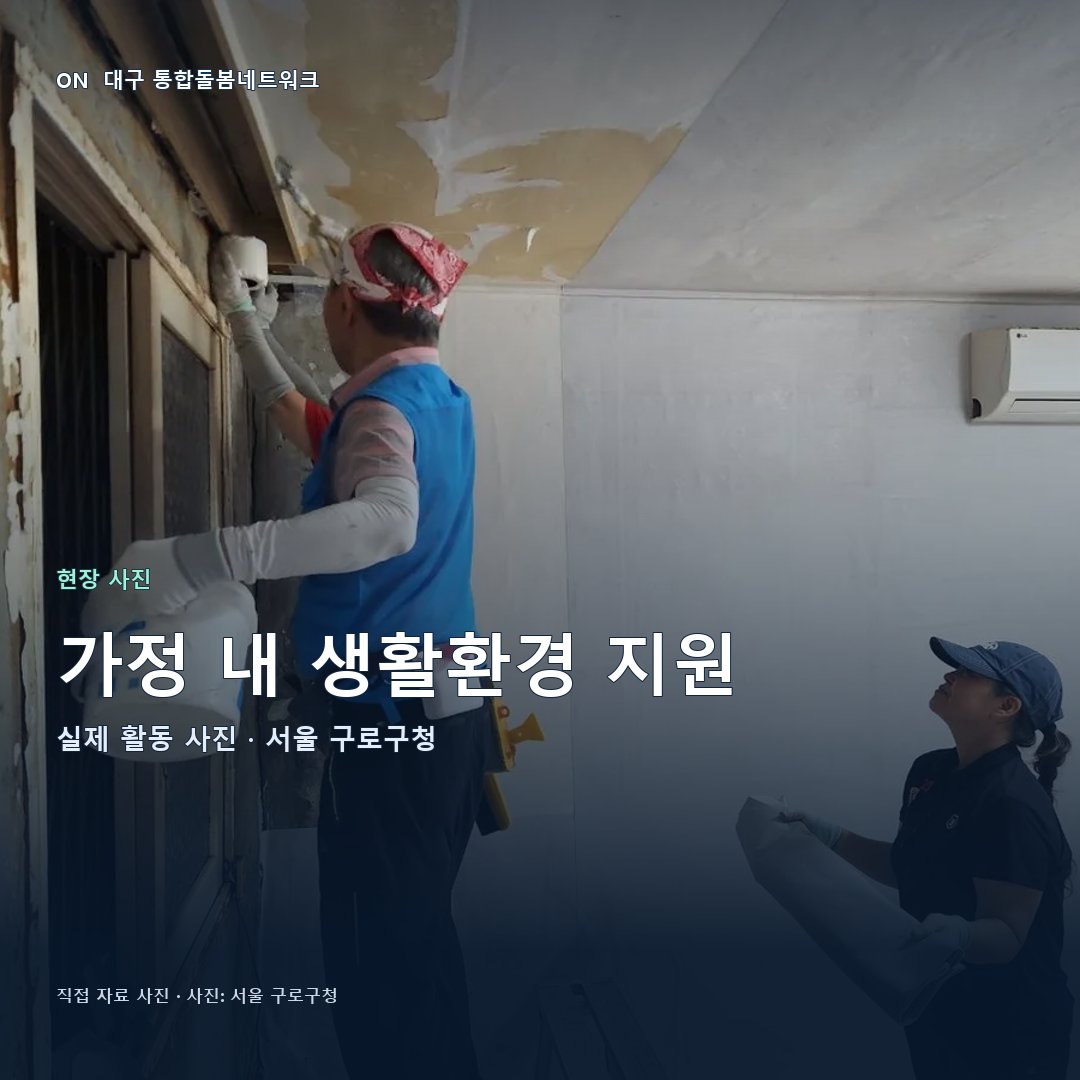 ON 대구 통합돌봄네트워크
현장 사진
가정 내 생활환경 지원
실제 활동 사진 · 서울 구로구청
직접 자료 사진 · 사진: 서울 구로구청